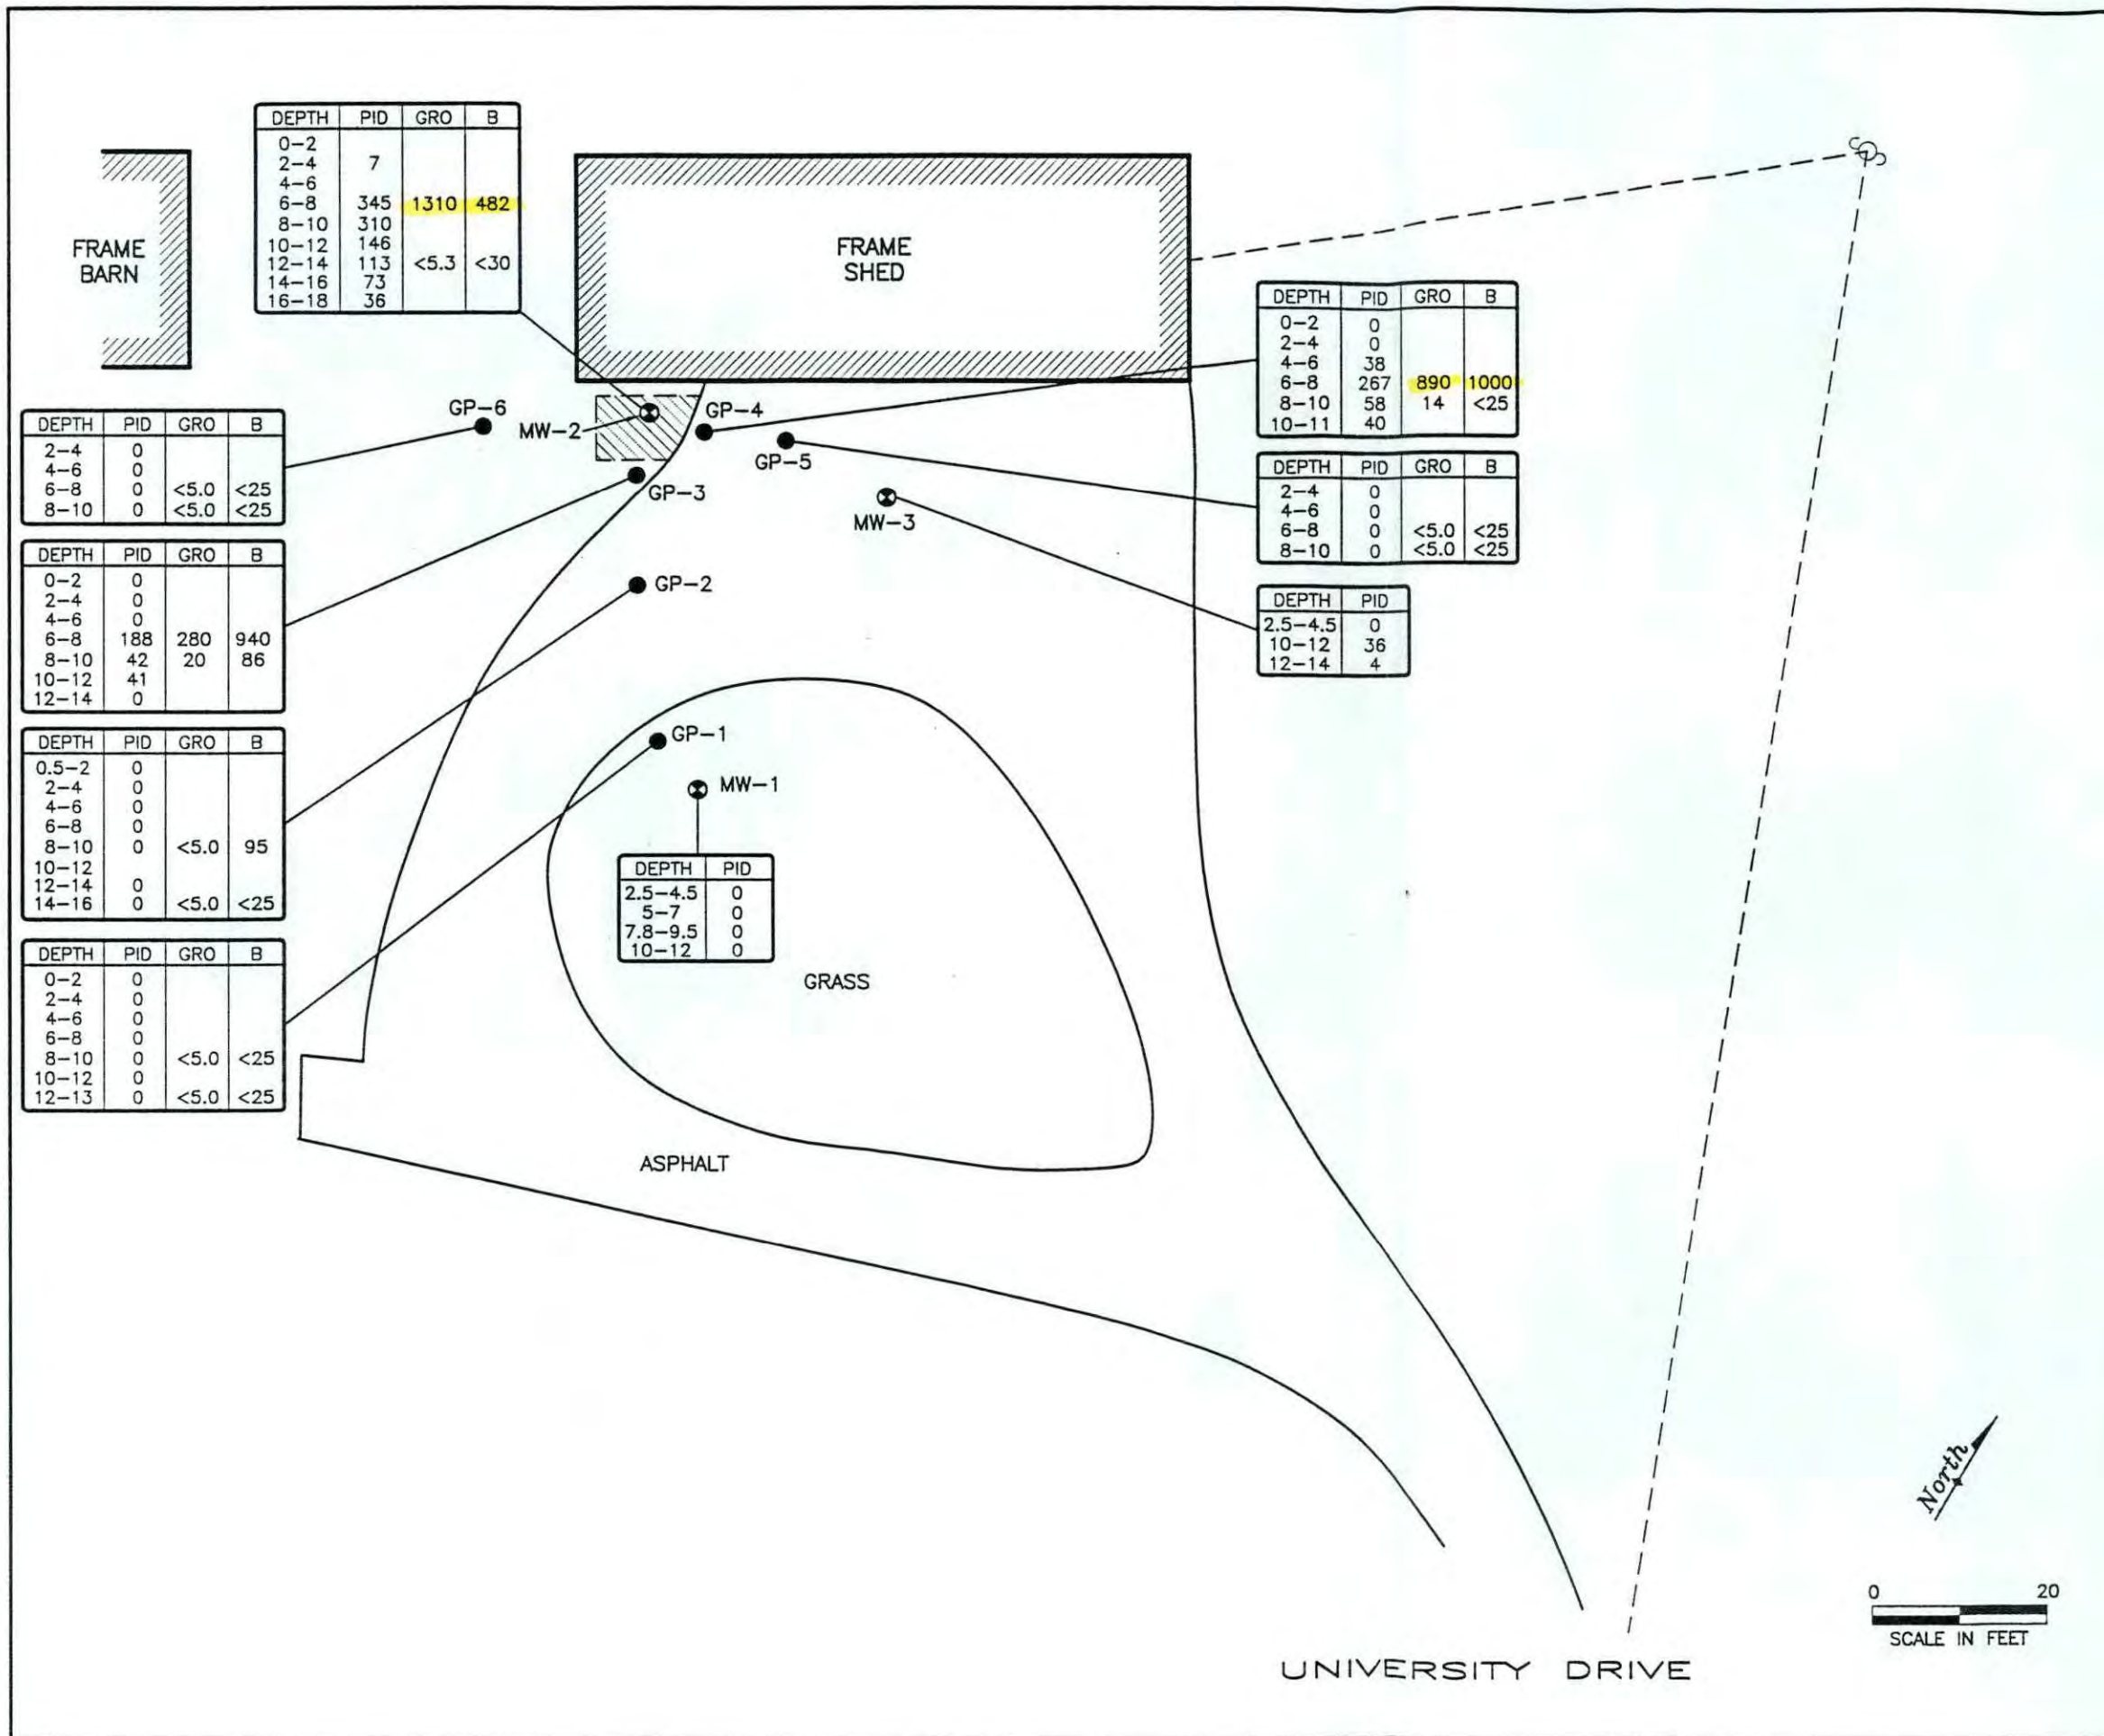 DEPTH PID GRO B
0-2
2-4 7
4-6
6-8 345 1310 482
8-10 310
10-12 146
12-14 113 <5.3 <30
14-16 73
16-18 36
FRAME
BARN
FRAME
SHED
DEPTH PID GRO B
0-2 0
2-4 0
4-6 38
6-8 267 890 1000
8-10 58 14 <25
10-11 40
GP-6
MW-2
GP-4
GP-5
GP-3
MW-3
GP-2
DEPTH PID GRO B
2-4 0
4-6 0
6-8 0 <5.0 <25
8-10 0 <5.0 <25
DEPTH PID GRO B
2-4 0
4-6 0
6-8 0 <5.0 <25
8-10 0 <5.0 <25
DEPTH PID GRO B
0-2 0
2-4 0
4-6 0
6-8 188 280 940
8-10 42 20 86
10-12 41
12-14 0
DEPTH PID
2.5-4.5 0
10-12 36
12-14 4
DEPTH PID GRO B
0.5-2 0
2-4 0
4-6 0
6-8 0
8-10 0 <5.0 95
10-12
12-14 0
14-16 0 <5.0 <25
GP-1
MW-1
DEPTH PID
2.5-4.5 0
5-7 0
7.8-9.5 0
10-12 0
DEPTH PID GRO B
0-2 0
2-4 0
4-6 0
6-8 0
8-10 0 <5.0 <25
10-12 0
12-13 0 <5.0 <25
GRASS
ASPHALT
North
0 20
SCALE IN FEET
UNIVERSITY DRIVE